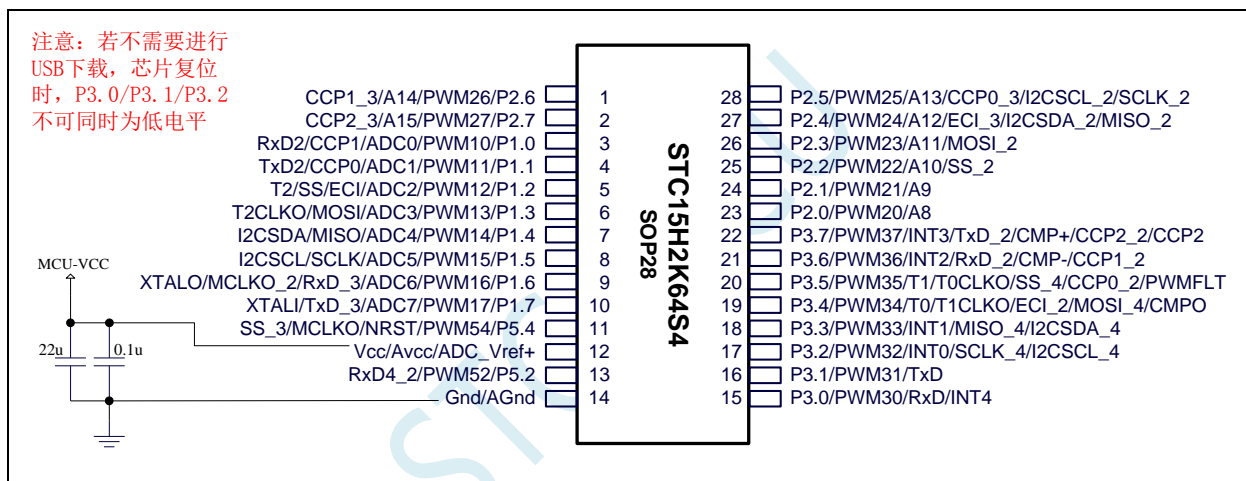 注意：若不需要进行
USB下载，芯片复位
时，P3.0/P3.1/P3.2
不可同时为低电平
CCP1_3/A14/PWM26/P2.6 1
CCP2_3/A15/PWM27/P2.7 2
RxD2/CCP1/ADC0/PWM10/P1.0 3
TxD2/CCP0/ADC1/PWM11/P1.1 4
T2/SS/ECI/ADC2/PWM12/P1.2 5
T2CLKO/MOSI/ADC3/PWM13/P1.3 6
I2CSDA/MISO/ADC4/PWM14/P1.4 7
I2CSCL/SCLK/ADC5/PWM15/P1.5 8
XTALO/MCLKO_2/RxD_3/ADC6/PWM16/P1.6 9
XTALI/TxD_3/ADC7/PWM17/P1.7 10
SS_3/MCLKO/NRST/PWM54/P5.4 11
Vcc/Avcc/ADC_Vref+ 12
RxD4_2/PWM52/P5.2 13
Gnd/AGnd 14
MCU-VCC
22u 0.1u
STC15H2K64S4
SOP28
28 P2.5/PWM25/A13/CCP0_3/I2CSCL_2/SCLK_2
27 P2.4/PWM24/A12/ECI_3/I2CSDA_2/MISO_2
26 P2.3/PWM23/A11/MOSI_2
25 P2.2/PWM22/A10/SS_2
24 P2.1/PWM21/A9
23 P2.0/PWM20/A8
22 P3.7/PWM37/INT3/TxD_2/CMP+/CCP2_2/CCP2
21 P3.6/PWM36/INT2/RxD_2/CMP-/CCP1_2
20 P3.5/PWM35/T1/T0CLKO/SS_4/CCP0_2/PWMFLT
19 P3.4/PWM34/T0/T1CLKO/ECI_2/MOSI_4/CMPO
18 P3.3/PWM33/INT1/MISO_4/I2CSDA_4
17 P3.2/PWM32/INT0/SCLK_4/I2CSCL_4
16 P3.1/PWM31/TxD
15 P3.0/PWM30/RxD/INT4